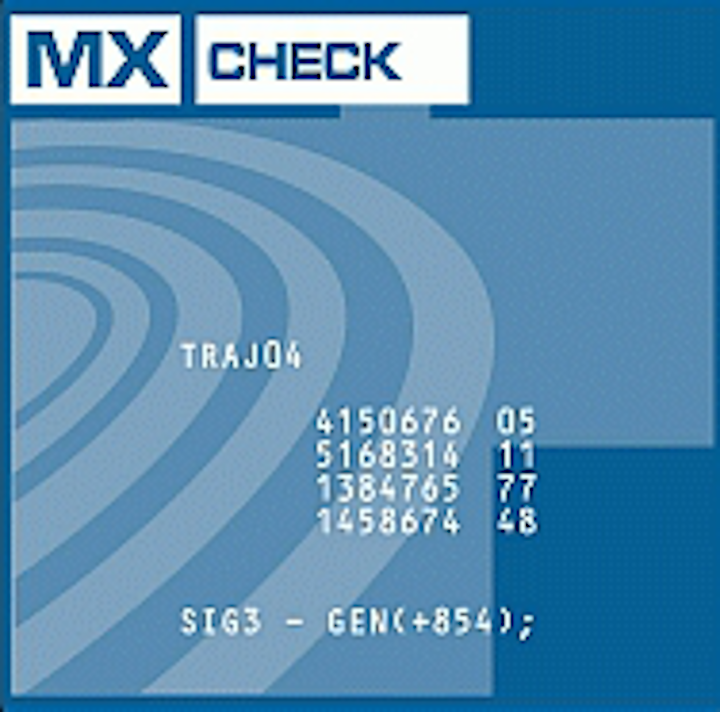 MX CHECK
TRAJ04
4150676 05
5168314 11
1384765 77
1458674 48
SIG3 - GEN(+854);